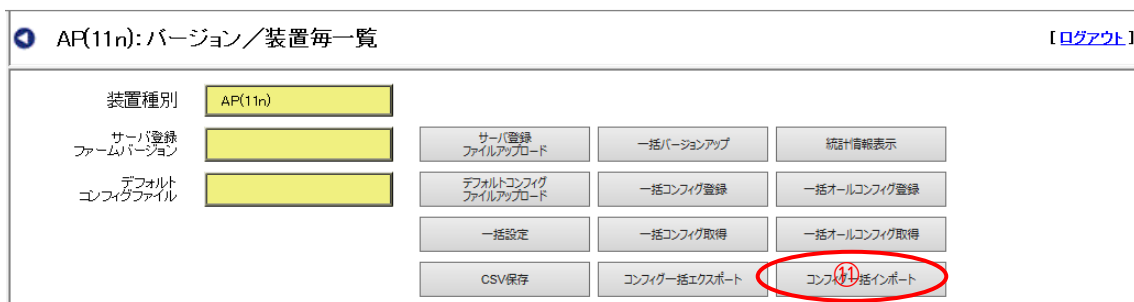 AP(11n): バージョン／装置毎一覧
[ログアウト]
装置種別
AP(11n)
サーバ登録
ファームバージョン
サーバ登録
ファイルアップロード
一括バージョンアップ
統計情報表示
デフォルト
コンフィグファイル
デフォルトコンフィグ
ファイルアップロード
一括コンフィグ登録
一括オールコンフィグ登録
一括設定
一括コンフィグ取得
一括オールコンフィグ取得
CSV保存
コンフィグ一括エクスポート
コンフィグ一括インポート
⑪